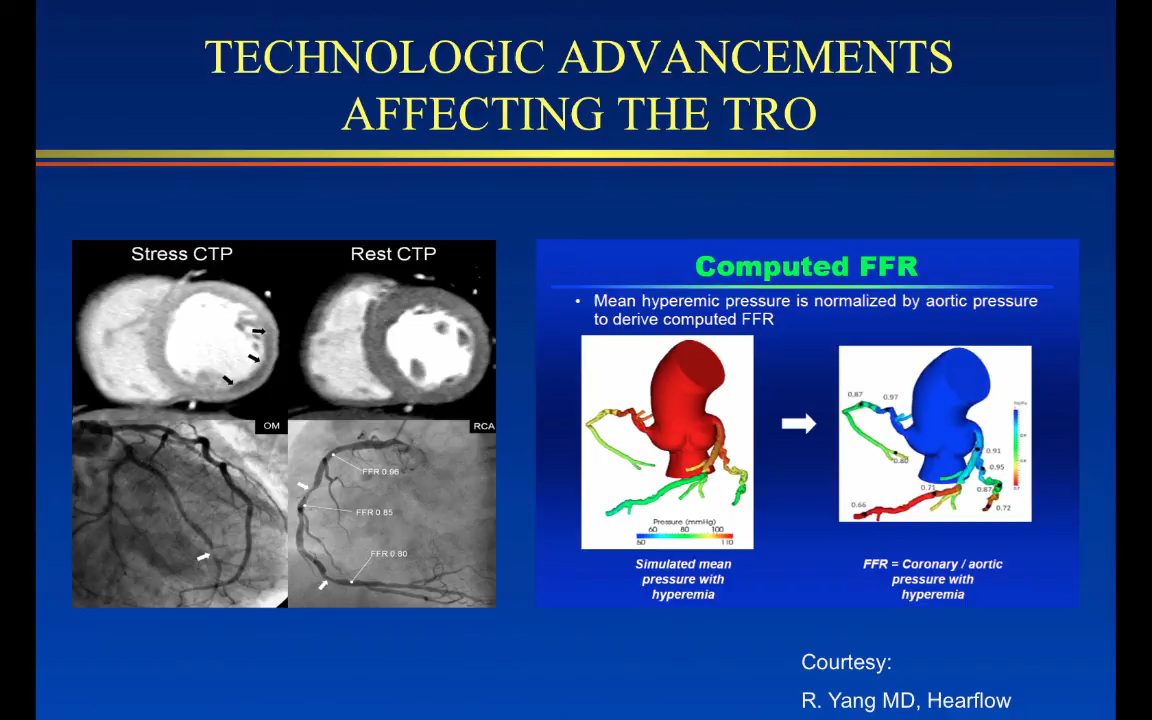 TECHNOLOGIC ADVANCEMENTS
AFFECTING THE TRO
Stress CTP
Rest CTP
OM
RCA
FFR 0.96
FFR 0.85
FFR 0.80
Computed FFR
• Mean hyperemic pressure is normalized by aortic pressure
to derive computed FFR
Pressure (mmHg)
60 80 100
50 110
Simulated mean
pressure with
hyperemia
0.87
0.97
0.80
0.91
0.95
0.71
0.87
0.66
0.72
FFR = Coronary / aortic
pressure with
hyperemia
Courtesy:
R. Yang MD, Hearflow